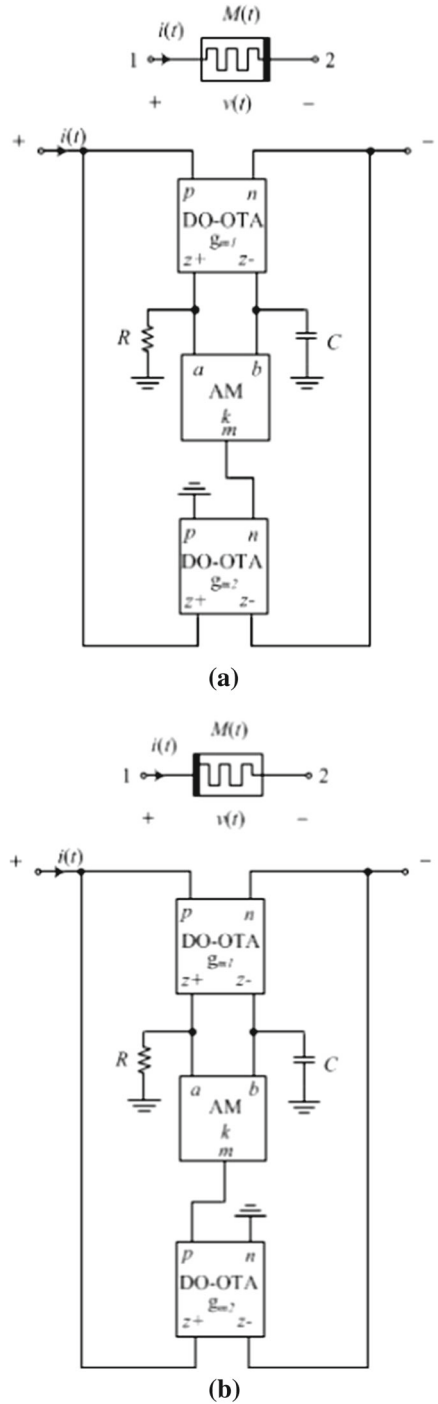 M(t)
i(t)
1 2
+ v(t) −
+ i(t) −
p n
DO-OTA
gm1
z+ z-
R C
a b
AM
k
m
p n
DO-OTA
gm2
z+ z-
(a)
M(t)
i(t)
1 2
+ v(t) −
+ i(t) −
p n
DO-OTA
gm1
z+ z-
R C
a b
AM
k
m
p n
DO-OTA
gm2
z+ z-
(b)